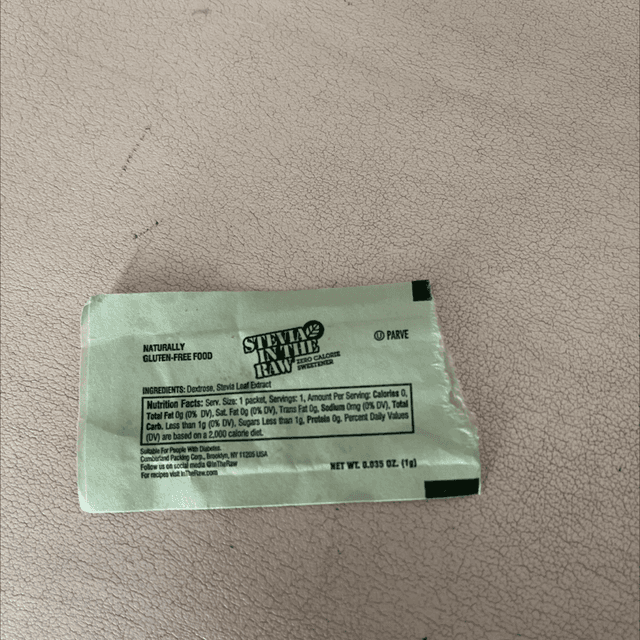 NATURALLY
GLUTEN-FREE FOOD
STEVIA
IN THE
RAW
ZERO CALORIE
SWEETENER
Ⓤ PARVE
INGREDIENTS: Dextrose, Stevia Leaf Extract
Nutrition Facts: Serv. Size: 1 packet, Servings: 1, Amount Per Serving: Calories 0,
Total Fat 0g (0% DV), Sat. Fat 0g (0% DV), Trans Fat 0g, Sodium 0mg (0% DV), Total
Carb. Less than 1g (0% DV), Sugars Less than 1g, Protein 0g. Percent Daily Values
(DV) are based on a 2,000 calorie diet.
Suitable For People With Diabetes.
Cumberland Packing Corp., Brooklyn, NY 11205 USA
Follow us on social media @InTheRaw
For recipes visit InTheRaw.com
NET WT. 0.035 OZ. (1g)